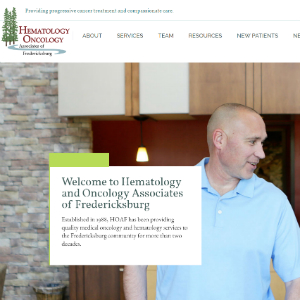 Providing progressive cancer treatment and compassionate care.
Hematology
Oncology
Associates of
Fredericksburg
ABOUT SERVICES TEAM RESOURCES NEW PATIENTS NE
Welcome to Hematology
and Oncology Associates
of Fredericksburg
Established in 1988, HOAF has been providing
quality medical oncology and hematology services to
the Fredericksburg community for more than two
decades.